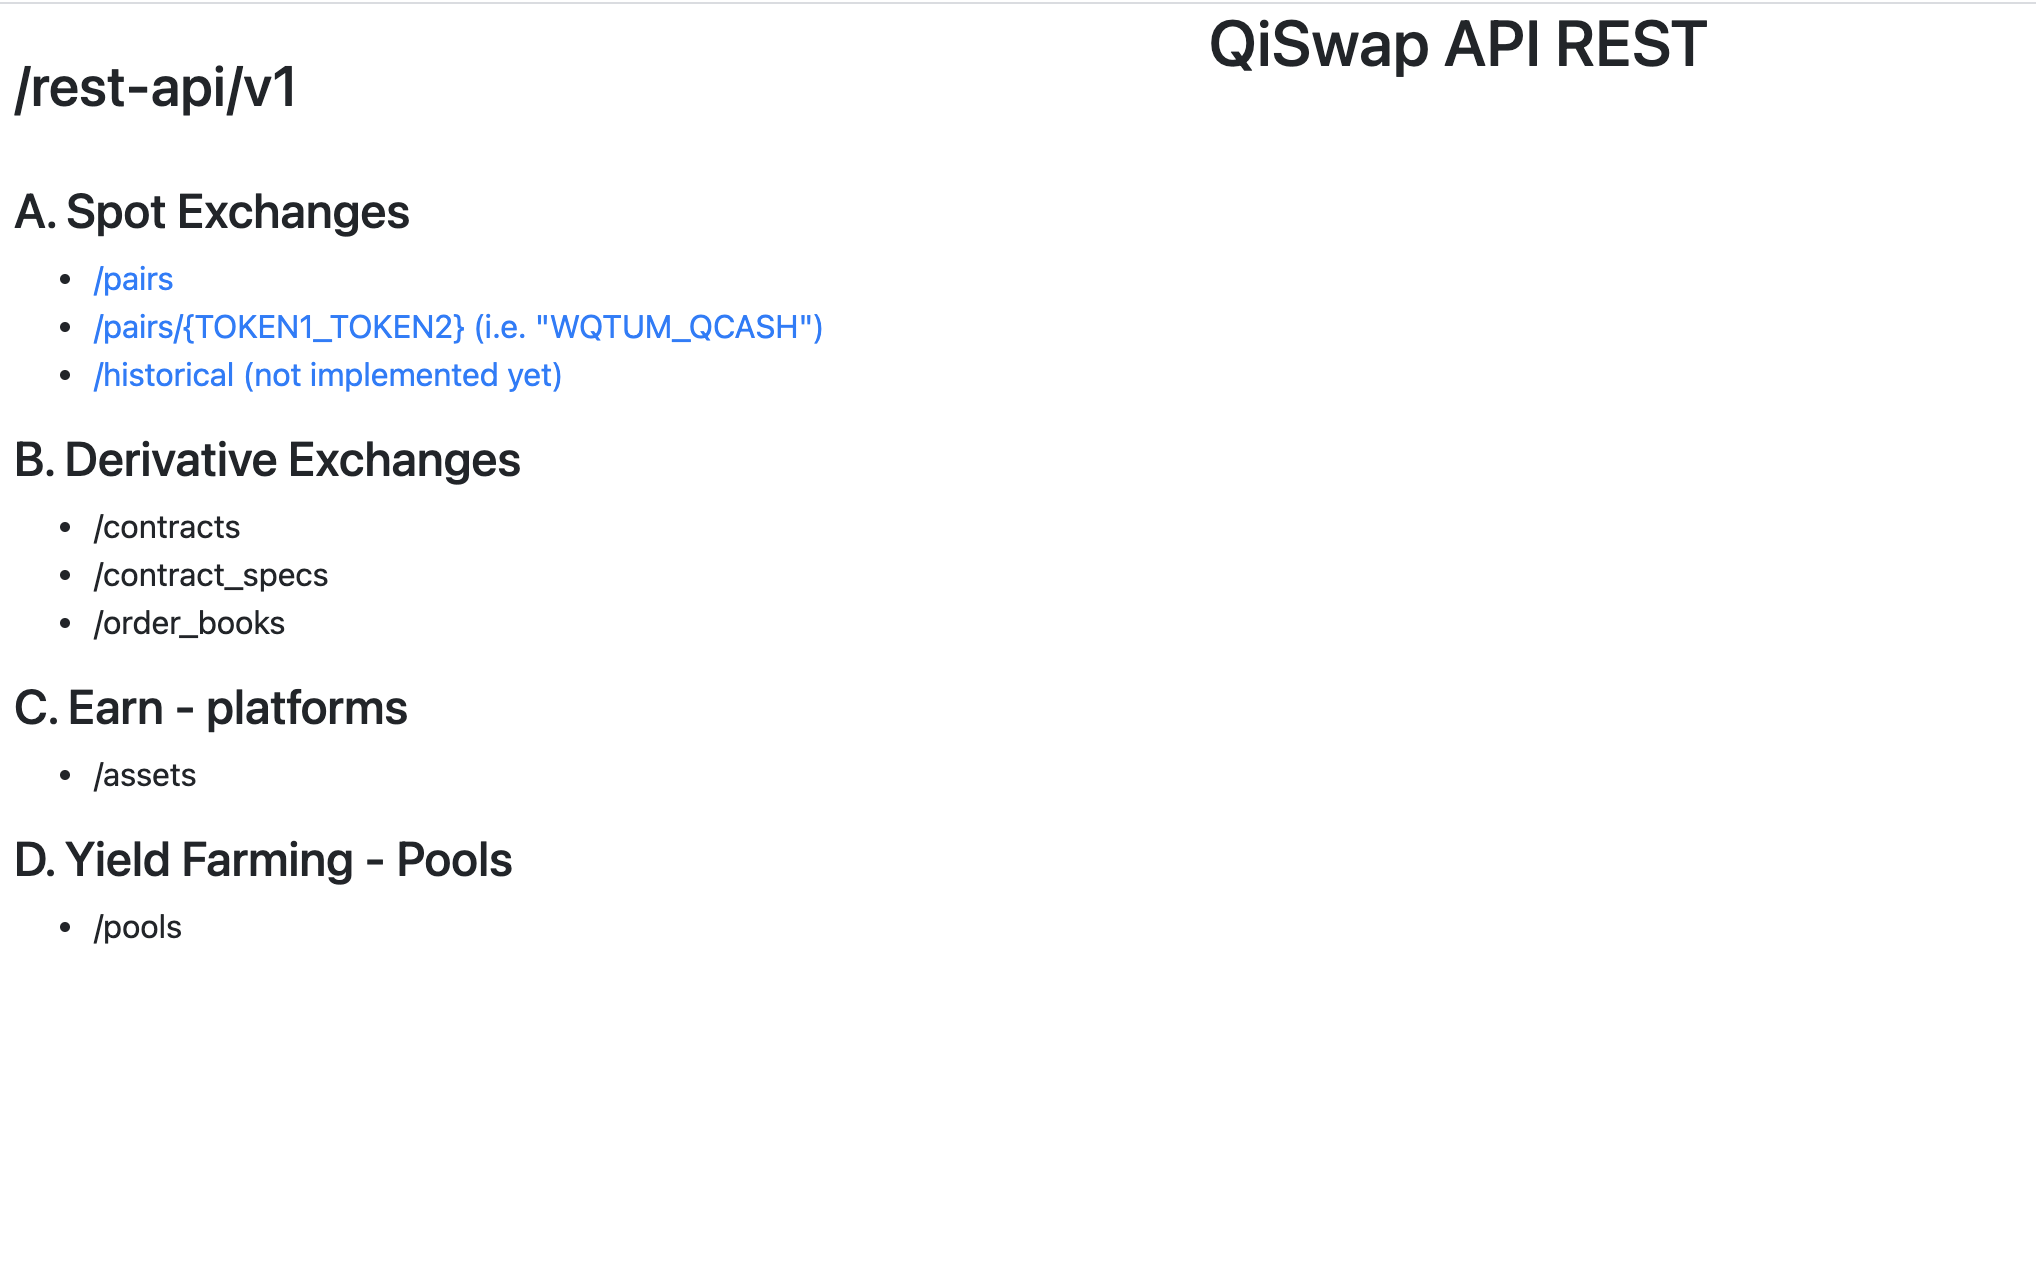 QiSwap API REST
/rest-api/v1
A. Spot Exchanges
/pairs
/pairs/{TOKEN1_TOKEN2} (i.e. "WQTUM_QCASH")
/historical (not implemented yet)
B. Derivative Exchanges
/contracts
/contract_specs
/order_books
C. Earn - platforms
/assets
D. Yield Farming - Pools
/pools